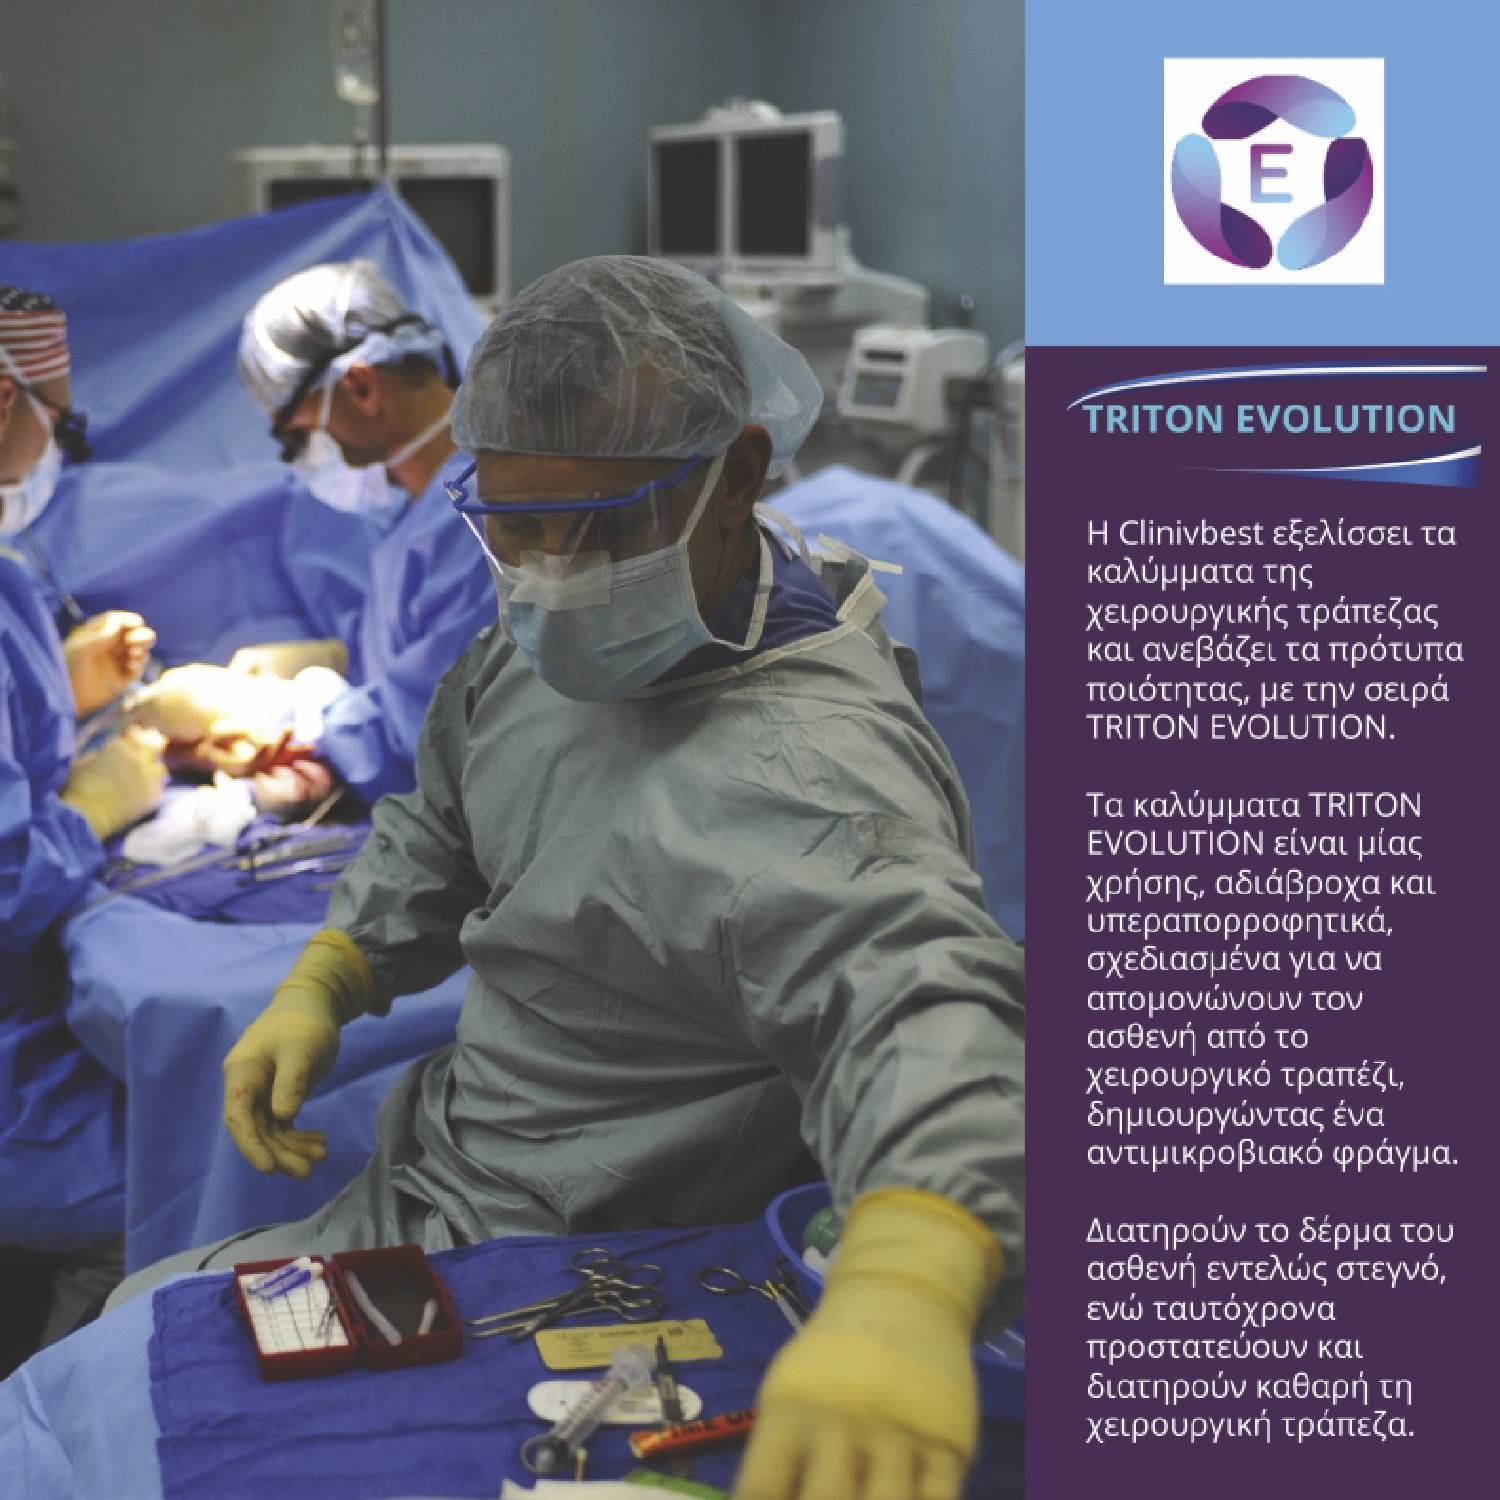 E
TRITON EVOLUTION
Η Clinivbest εξελίσσει τα
καλύμματα της
χειρουργικής τράπεζας
και ανεβάζει τα πρότυπα
ποιότητας, με την σειρά
TRITON EVOLUTION.
Τα καλύμματα TRITON
EVOLUTION είναι μίας
χρήσης, αδιάβροχα και
υπεραπορροφητικά,
σχεδιασμένα για να
απομονώνουν τον
ασθενή από το
χειρουργικό τραπέζι,
δημιουργώντας ένα
αντιμικροβιακό φράγμα.
Διατηρούν το δέρμα του
ασθενή εντελώς στεγνό,
ενώ ταυτόχρονα
προστατεύουν και
διατηρούν καθαρή τη
χειρουργική τράπεζα.